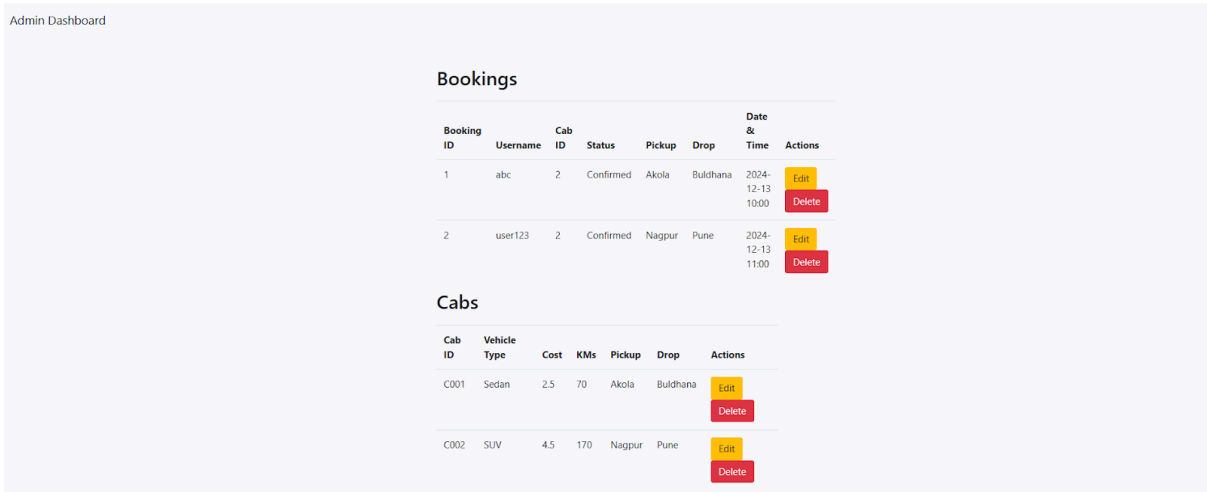 Admin Dashboard
Bookings
Booking ID Username Cab ID Status Pickup Drop Date & Time Actions
1 abc 2 Confirmed Akola Buldhana 2024-12-13 10:00 Edit Delete
2 user123 2 Confirmed Nagpur Pune 2024-12-13 11:00 Edit Delete
Cabs
Cab ID Vehicle Type Cost KMs Pickup Drop Actions
C001 Sedan 2.5 70 Akola Buldhana Edit Delete
C002 SUV 4.5 170 Nagpur Pune Edit Delete